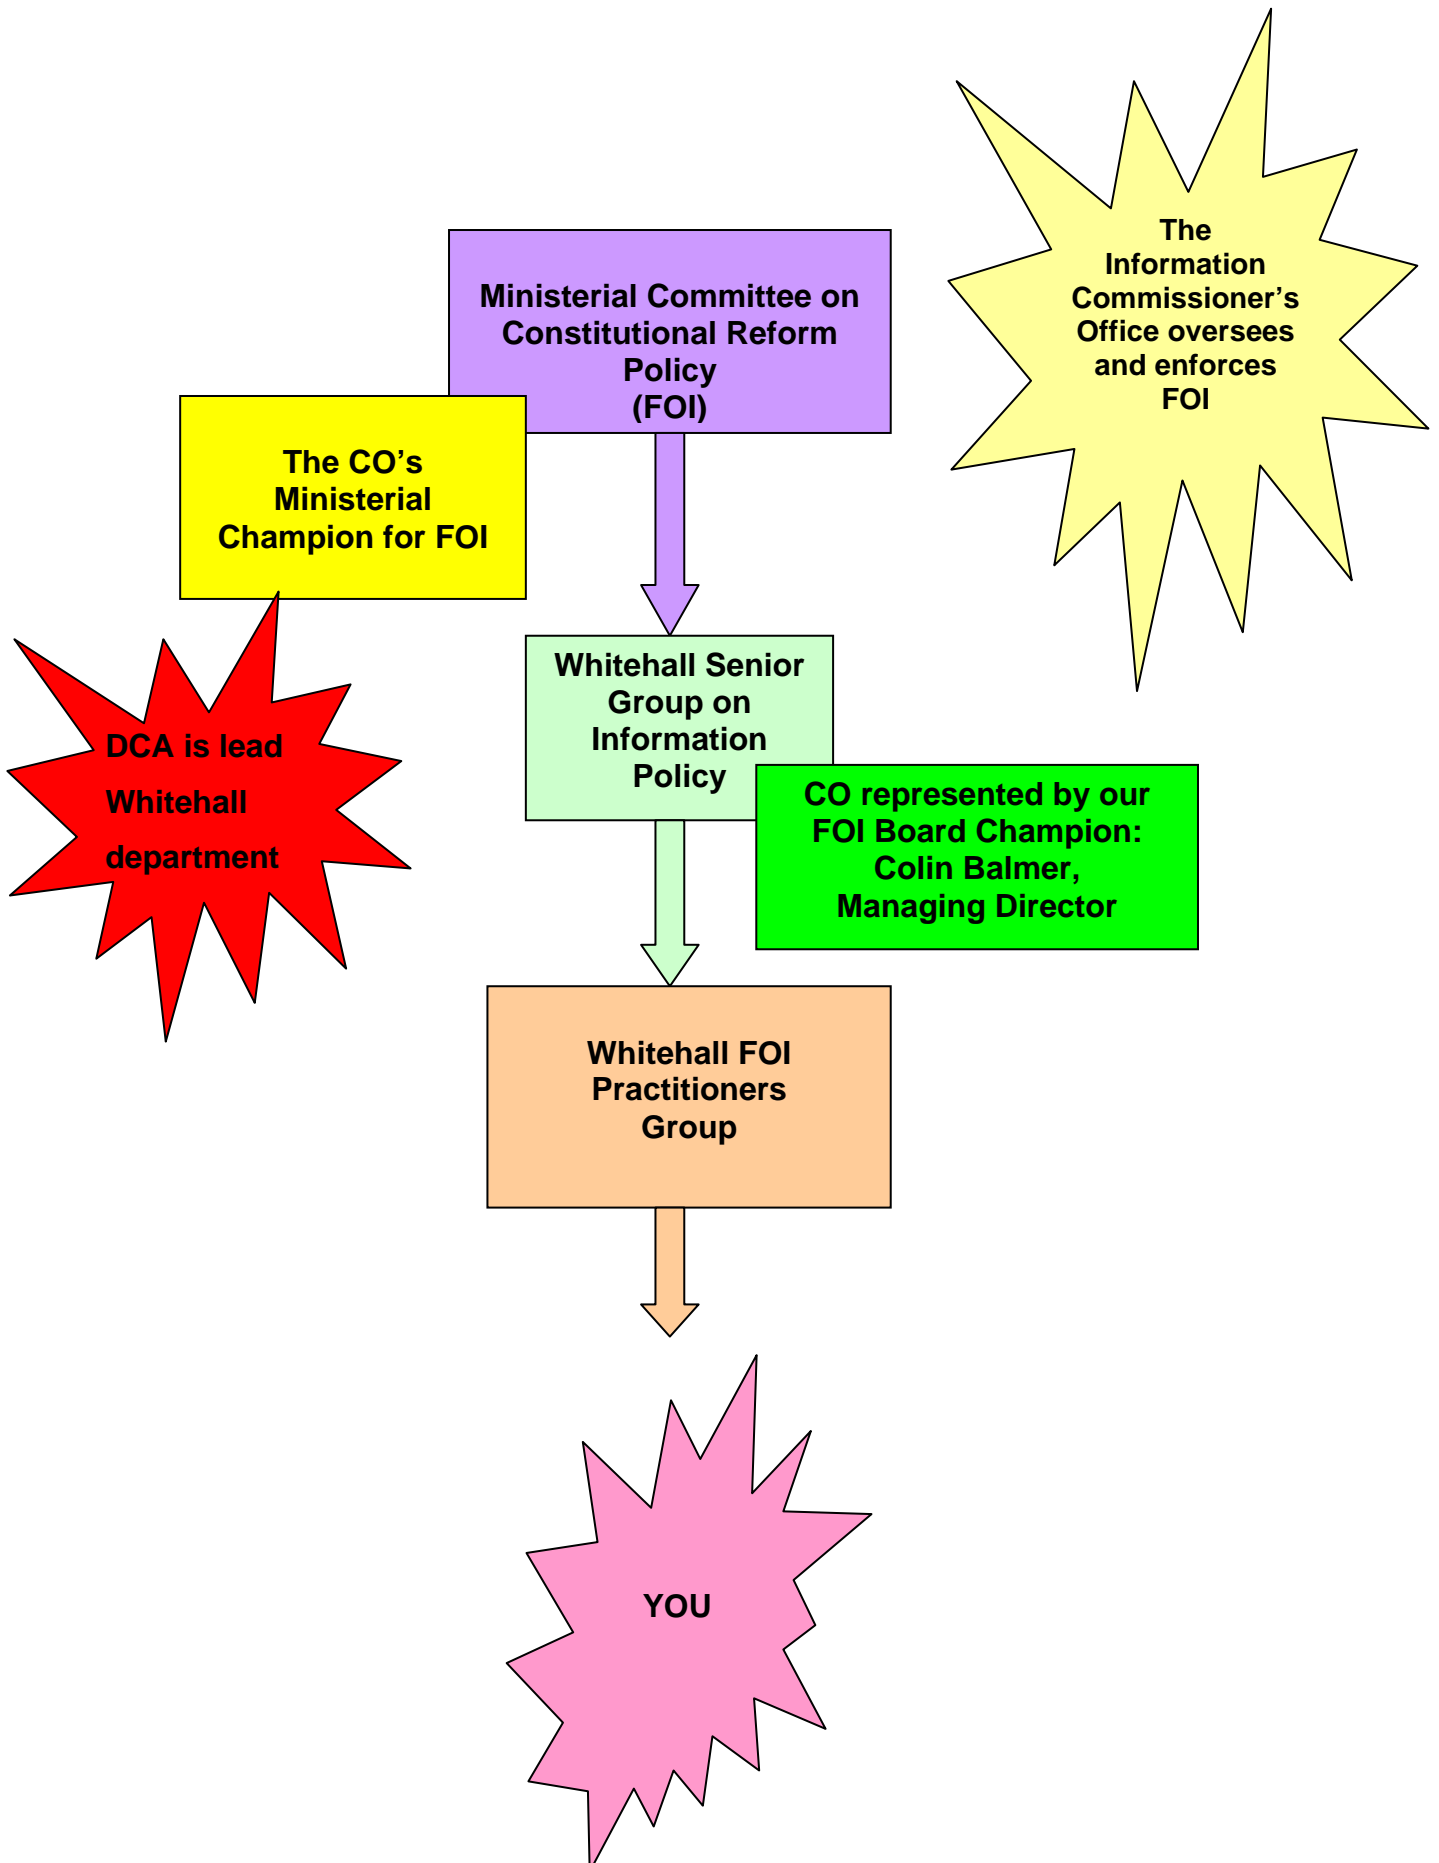 The
Information
Commissioner’s
Office oversees
and enforces
FOI
Ministerial Committee on
Constitutional Reform
Policy
(FOI)
The CO’s
Ministerial
Champion for FOI
Whitehall Senior
Group on
Information
Policy
DCA is lead
Whitehall
department
CO represented by our
FOI Board Champion:
Colin Balmer,
Managing Director
Whitehall FOI
Practitioners
Group
YOU